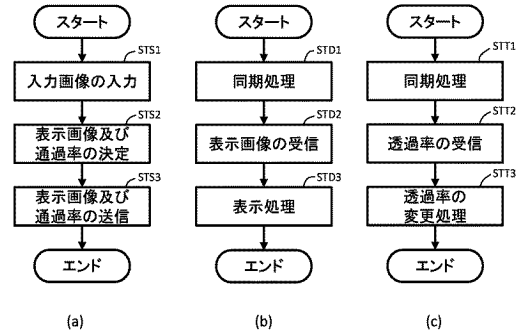 スタート
STS1
入力画像の入力
STS2
表示画像及び
通過率の決定
STS3
表示画像及び
通過率の送信
エンド
(a)
スタート
STD1
同期処理
STD2
表示画像の受信
STD3
表示処理
エンド
(b)
スタート
STT1
同期処理
STT2
透過率の受信
STT3
透過率の
変更処理
エンド
(c)